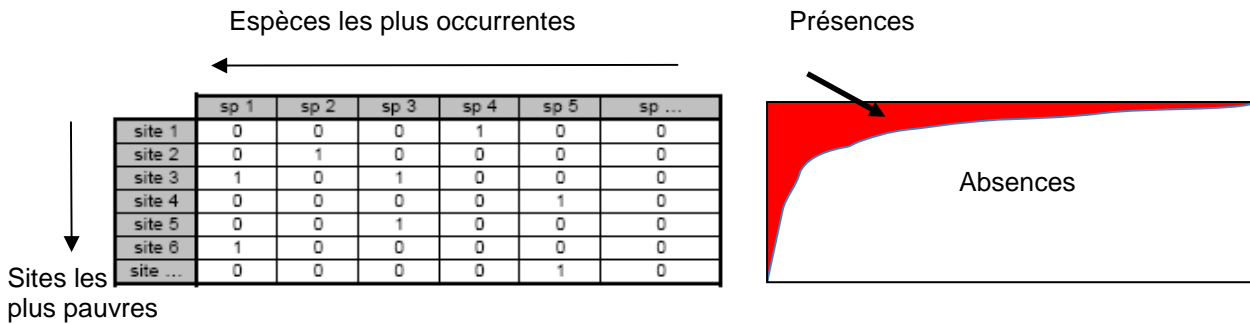 Espèces les plus occurrentes
Présences
sp 1 sp 2 sp 3 sp 4 sp 5 sp ...
site 1 0 0 0 1 0 0
site 2 0 1 0 0 0 0
site 3 1 0 1 0 0 0
site 4 0 0 0 0 1 0
site 5 0 0 1 0 0 0
site 6 1 0 0 0 0 0
site ... 0 0 0 0 1 0
Absences
Sites les
plus pauvres